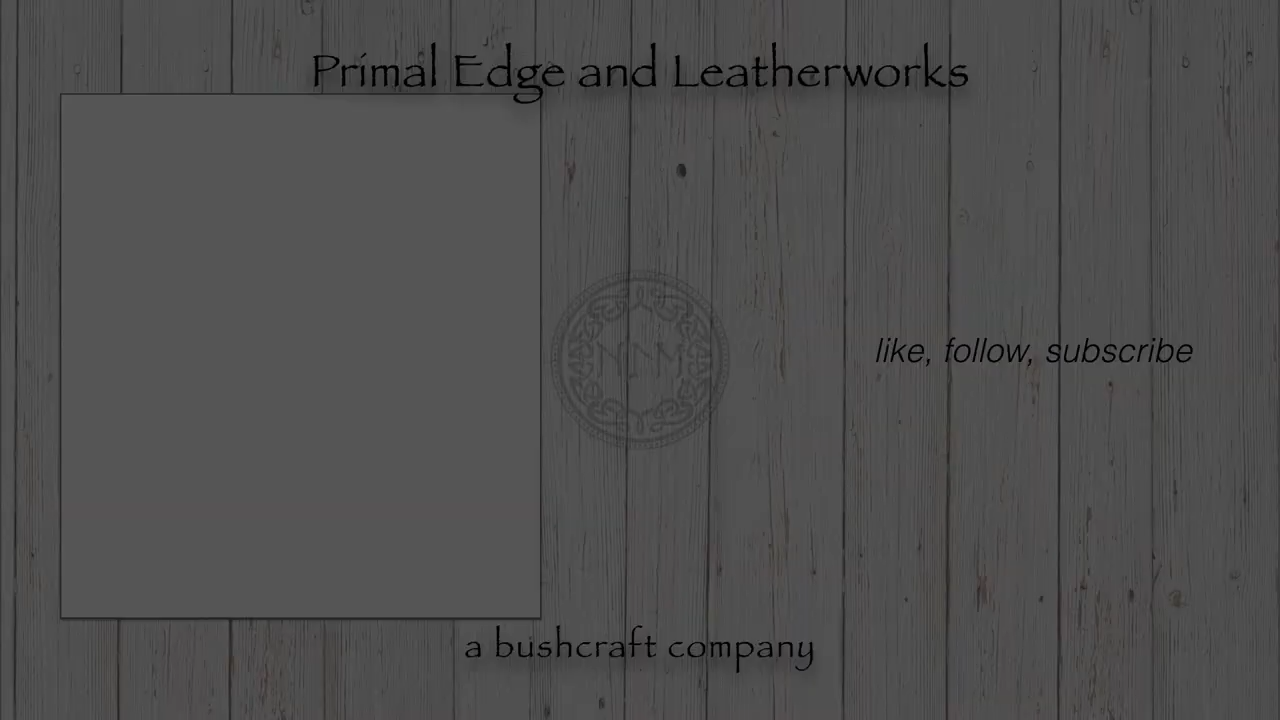 Primal Edge and Leatherworks
like, follow, subscribe
a bushcraft company